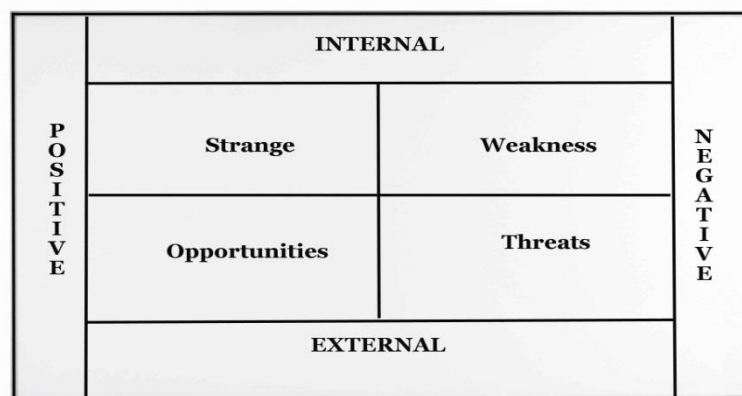 INTERNAL
POSITIVE
Strange
Weakness
NEGATIVE
Opportunities
Threats
EXTERNAL